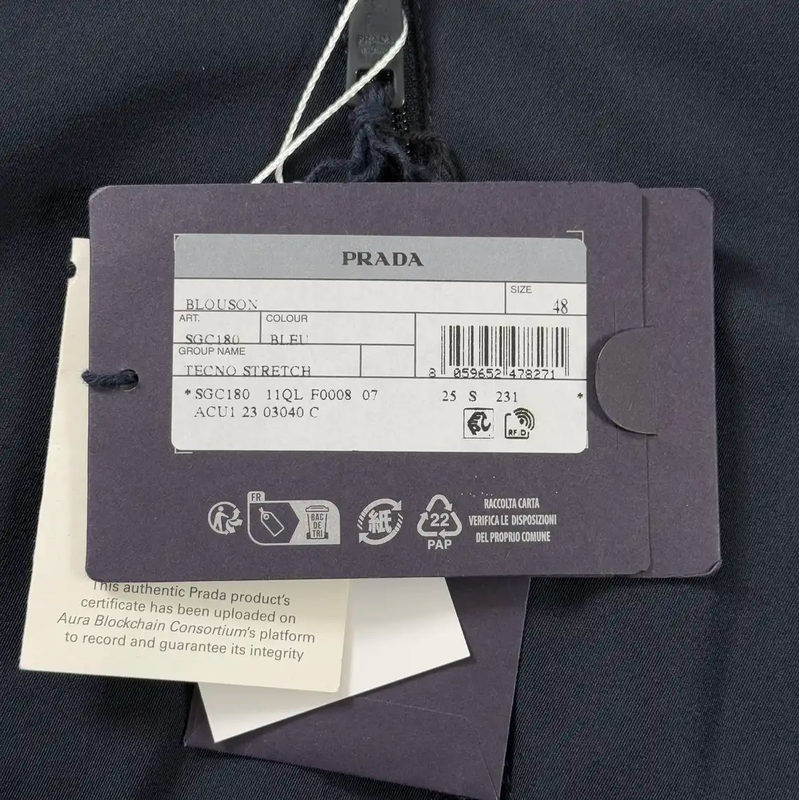 PRADA
PRADA
BLOUSON
SIZE
48
ART.
SGC180
COLOUR
BLEU
GROUP NAME
TECNO STRETCH
8 059652 478271
* SGC180 11QL F0008 07 25 S 231 *
ACU1 23 03040 C
RF.D
FR
BAC
DE
TRI
紙
22
PAP
RACCOLTA CARTA
VERIFICA LE DISPOSIZIONI
DEL PROPRIO COMUNE
This authentic Prada product's
certificate has been uploaded on
Aura Blockchain Consortium's platform
to record and guarantee its integrity